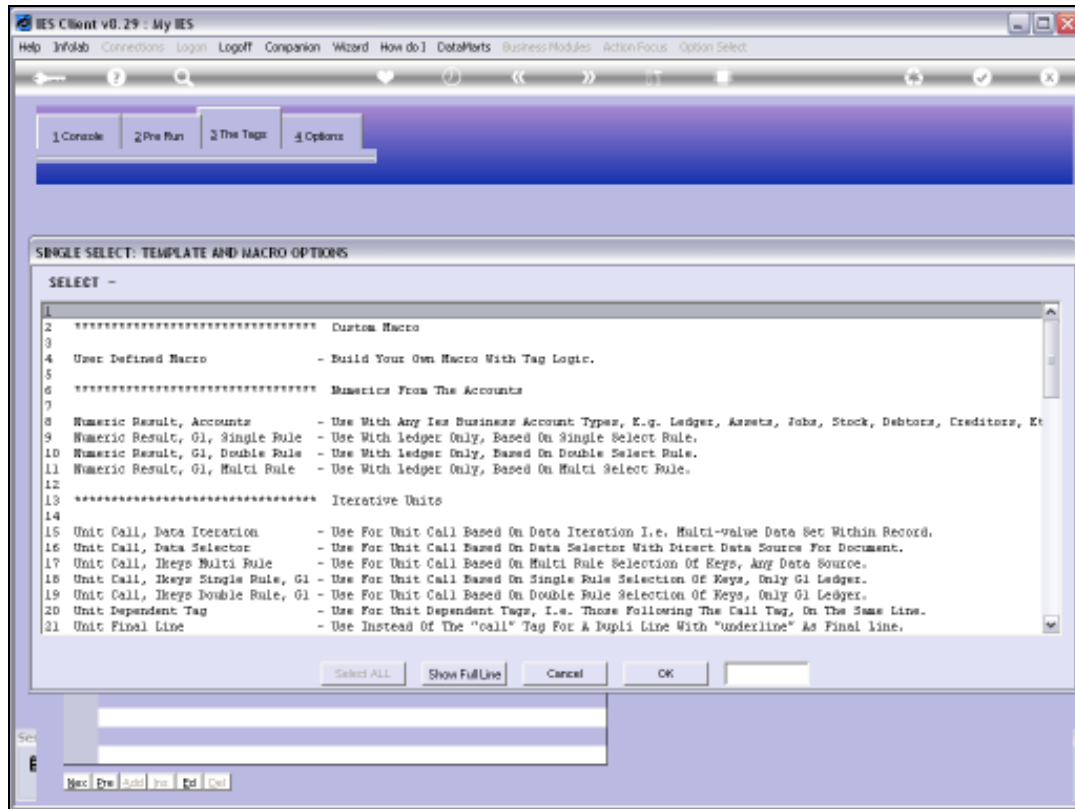 IES Client v8.29 : My IES
Help Infolab Connections Logon Logoff Companion Wizard How do I DataMarts Business Modules Action Focus Option Select
1 Console 2 Pre Run 3 The Tags 4 Options
SINGLE SELECT: TEMPLATE AND MACRO OPTIONS
SELECT -
1
2 ********************************* Custom Macro
3
4 User Defined Macro - Build Your Own Macro With Tag Logic.
5
6 ********************************* Numerics From The Accounts
7
8 Numeric Result, Accounts - Use With Any Ies Business Account Types, E.g. Ledger, Assets, Jobs, Stock, Debtors, Creditors, Et
9 Numeric Result, Gl, Single Rule - Use With Ledger Only, Based On Single Select Rule.
10 Numeric Result, Gl, Double Rule - Use With Ledger Only, Based On Double Select Rule.
11 Numeric Result, Gl, Multi Rule - Use With Ledger Only, Based On Multi Select Rule.
12
13 ********************************* Iterative Units
14
15 Unit Call, Data Iteration - Use For Unit Call Based On Data Iteration I.e. Multi-value Data Set Within Record.
16 Unit Call, Data Selector - Use For Unit Call Based On Data Selector With Direct Data Source For Document.
17 Unit Call, Ikeys Multi Rule - Use For Unit Call Based On Multi Rule Selection Of Keys, Any Data Source.
18 Unit Call, Ikeys Single Rule, Gl - Use For Unit Call Based On Single Rule Selection Of Keys, Only Gl Ledger.
19 Unit Call, Ikeys Double Rule, Gl - Use For Unit Call Based On Double Rule Selection Of Keys, Only Gl Ledger.
20 Unit Dependent Tag - Use For Unit Dependent Tags, I.e. Those Following The Call Tag, On The Same Line.
21 Unit Final Line - Use Instead Of The "call" Tag For A Dupli Line With "underline" As Final Line.
Select ALL Show Full Line Cancel OK
Se
Nex Pre Add Ins Ed Del